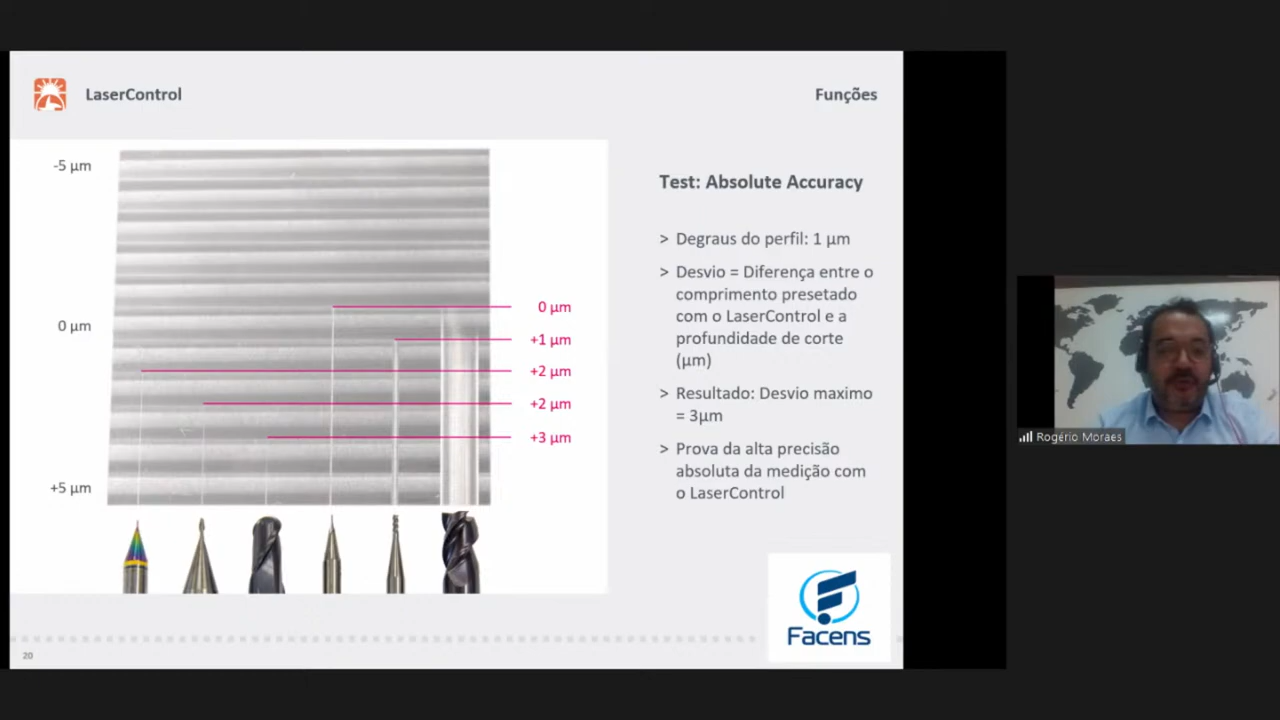 LaserControl
Funções
-5 µm
0 µm
+5 µm
0 µm
+1 µm
+2 µm
+2 µm
+3 µm
Test: Absolute Accuracy
> Degraus do perfil: 1 µm
> Desvio = Diferença entre o
comprimento presetado
com o LaserControl e a
profundidade de corte
(µm)
> Resultado: Desvio maximo
= 3µm
> Prova da alta precisão
absoluta da medição com
o LaserControl
Facens
20
Rogério Moraes